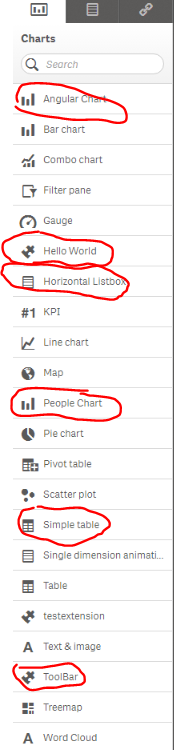 Charts
Search
Angular Chart
Bar chart
Combo chart
Filter pane
Gauge
Hello World
Horizontal Listbox
#1 KPI
Line chart
Map
People Chart
Pie chart
Pivot table
Scatter plot
Simple table
Single dimension animati...
Table
testextension
A Text & image
ToolBar
Treemap
A Word Cloud